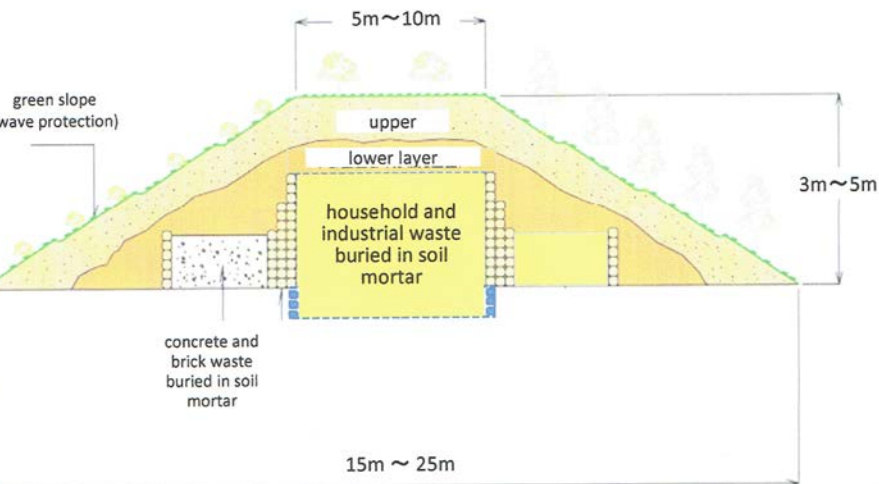 5m～10m
green slope
wave protection)
upper
lower layer
3m～5m
household and
industrial waste
buried in soil
mortar
concrete and
brick waste
buried in soil
mortar
15m ～ 25m